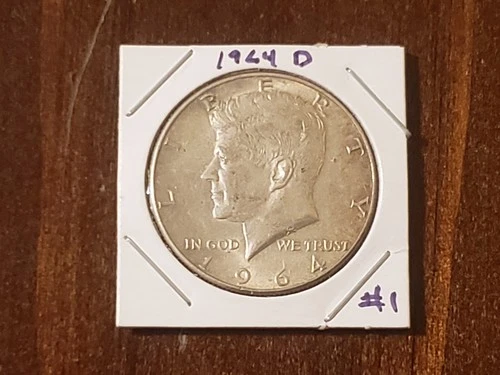 1964 D
LIBERTY
IN GOD WE TRUST
1964
#1